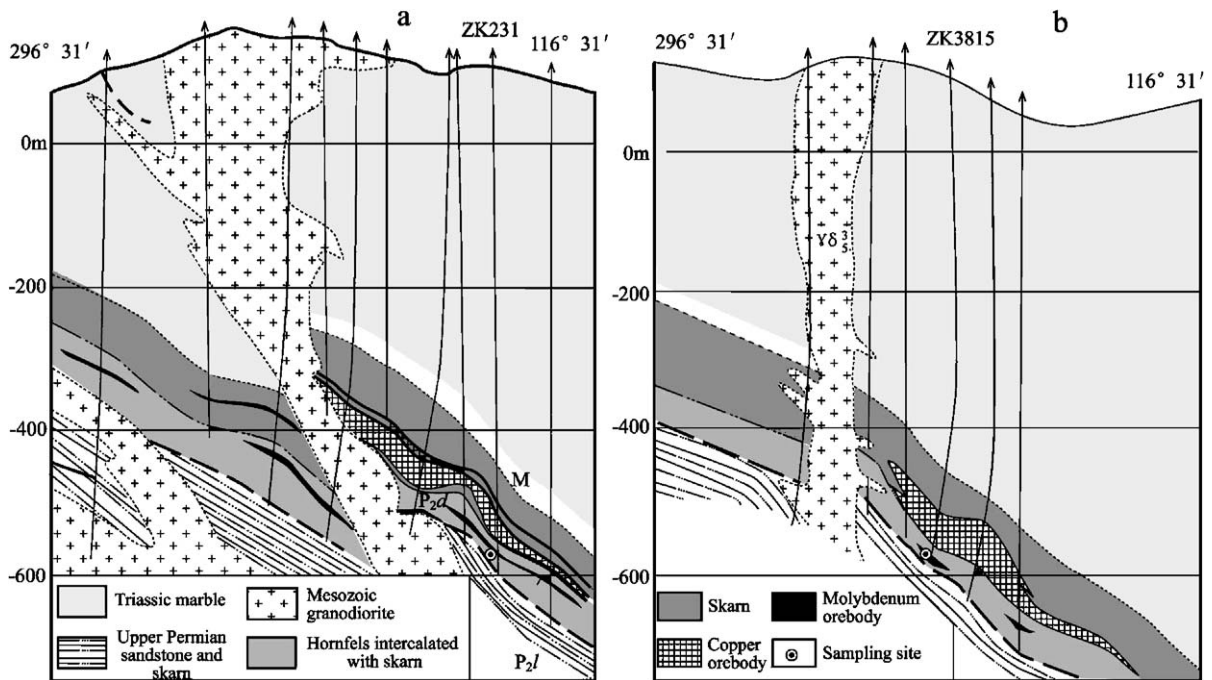 a
ZK231
296° 31′
116° 31′
0m
-200
-400
-600
M
P₂d
P₂l
Triassic marble
Mesozoic
granodiorite
Upper Permian
sandstone and
skarn
Hornfels intercalated
with skarn
b
ZK3815
296° 31′
116° 31′
0m
γδ₅³
-200
-400
-600
Skarn
Molybdenum
orebody
Copper
orebody
Sampling site